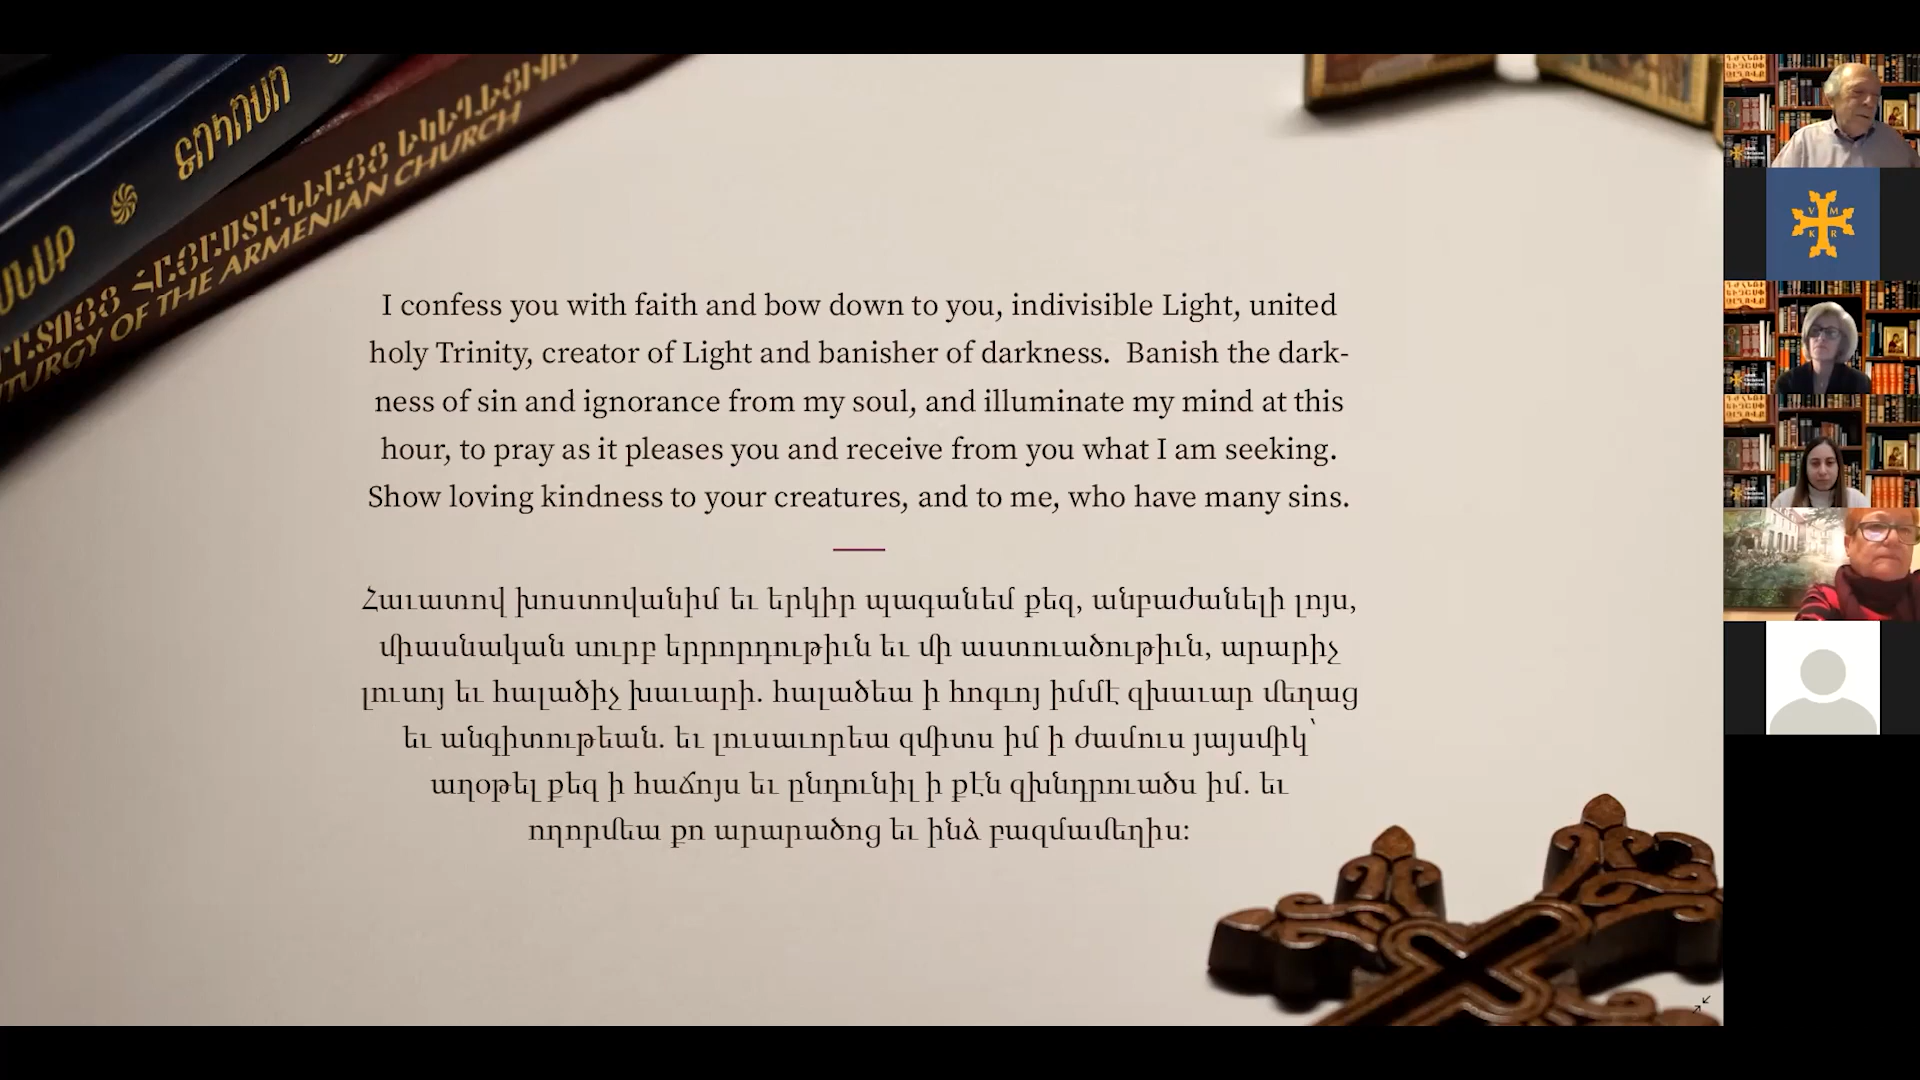 ՏՈՒՄԱՐ
ՏՏՑՈՅՑ ՀԱՅԱՍՏԱՆԵԱՅՑ ԵԿԵՂԵՑԻՈՅ
LITURGY OF THE ARMENIAN CHURCH
I confess you with faith and bow down to you, indivisible Light, united
holy Trinity, creator of Light and banisher of darkness.  Banish the dark-
ness of sin and ignorance from my soul, and illuminate my mind at this
hour, to pray as it pleases you and receive from you what I am seeking.
Show loving kindness to your creatures, and to me, who have many sins.
Հաւատով խոստովանիմ եւ երկիր պագանեմ քեզ, անբաժանելի լոյս,
միասնական սուրբ երրորդութիւն եւ մի աստուածութիւն, արարիչ
լուսոյ եւ հալածիչ խաւարի. հալածեա ի հոգւոյ իմմէ զխաւար մեղաց
եւ անգիտութեան. եւ լուսաւորեա զմիտս իմ ի ժամուս յայսմիկ՝
աղօթել քեզ ի հաճոյս եւ ընդունիլ ի քէն զխնդրուածս իմ. եւ
ողորմեա քո արարածոց եւ ինձ բազմամեղիս:
V M
K R